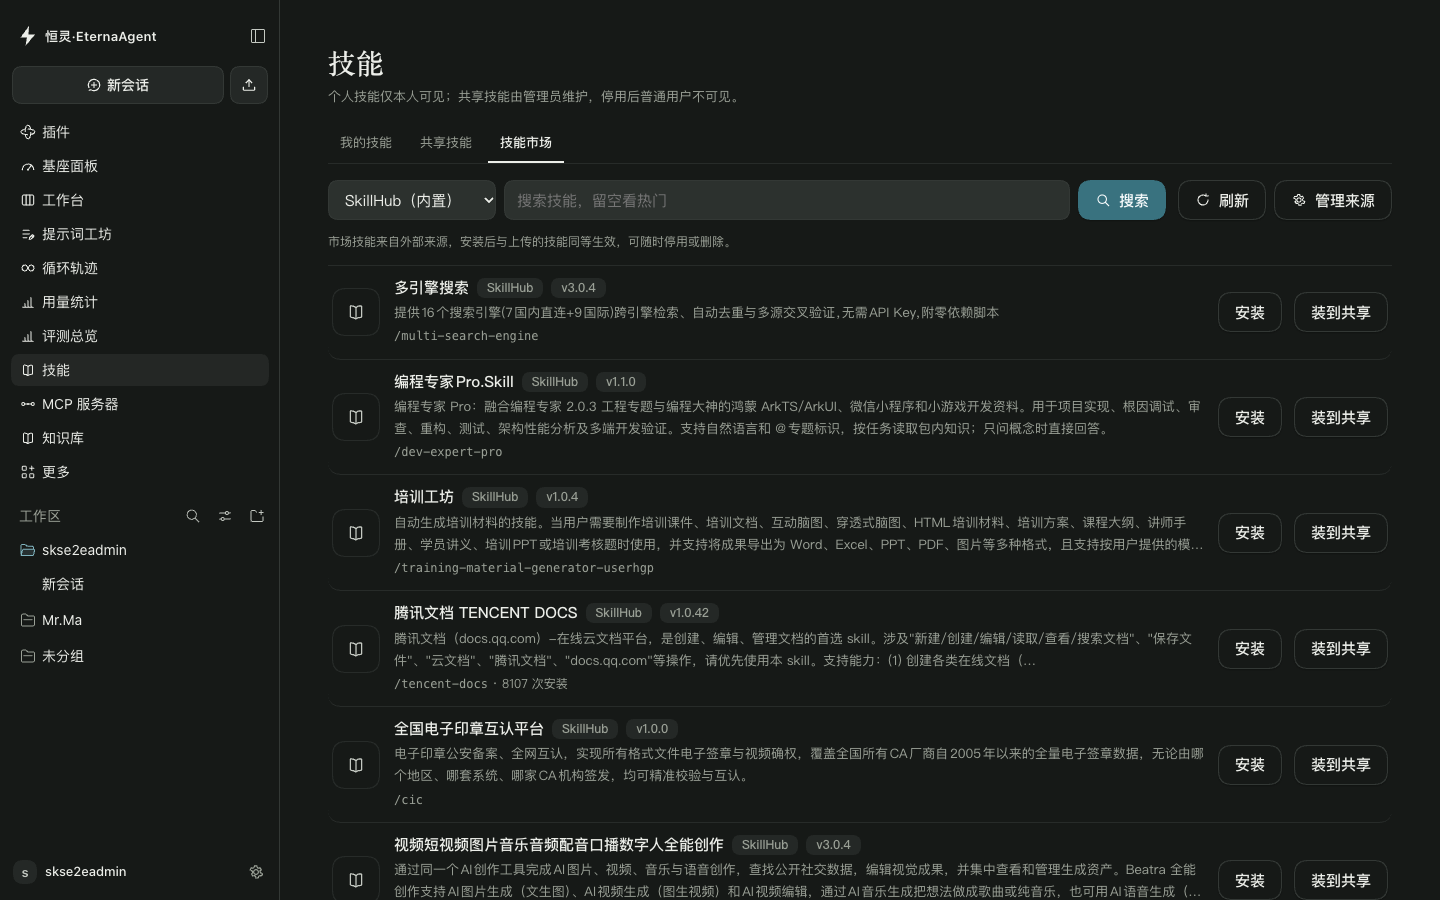 恒灵·EternaAgent
新会话
插件
基座面板
工作台
提示词工坊
循环轨迹
用量统计
评测总览
技能
MCP 服务器
知识库
更多
工作区
skse2eadmin
新会话
Mr.Ma
未分组
s skse2eadmin
技能
个人技能仅本人可见；共享技能由管理员维护，停用后普通用户不可见。
我的技能 共享技能 技能市场
SkillHub（内置） 搜索技能，留空看热门 搜索 刷新 管理来源
市场技能来自外部来源，安装后与上传的技能同等生效，可随时停用或删除。
多引擎搜索 SkillHub v3.0.4
提供16个搜索引擎(7国内直连+9国际)跨引擎检索、自动去重与多源交叉验证,无需API Key,附零依赖脚本
/multi-search-engine
安装 装到共享
编程专家Pro.Skill SkillHub v1.1.0
编程专家 Pro：融合编程专家 2.0.3 工程专题与编程大神的鸿蒙 ArkTS/ArkUI、微信小程序和小游戏开发资料。用于项目实现、根因调试、审
查、重构、测试、架构性能分析及多端开发验证。支持自然语言和 @专题标识，按任务读取包内知识；只问概念时直接回答。
/dev-expert-pro
安装 装到共享
培训工坊 SkillHub v1.0.4
自动生成培训材料的技能。当用户需要制作培训课件、培训文档、互动脑图、穿透式脑图、HTML培训材料、培训方案、课程大纲、讲师手
册、学员讲义、培训PPT或培训考核题时使用，并支持将成果导出为 Word、Excel、PPT、PDF、图片等多种格式，且支持按用户提供的模…
/training-material-generator-userhgp
安装 装到共享
腾讯文档 TENCENT DOCS SkillHub v1.0.42
腾讯文档（docs.qq.com）-在线云文档平台，是创建、编辑、管理文档的首选 skill。涉及"新建/创建/编辑/读取/查看/搜索文档"、"保存文
件"、"云文档"、"腾讯文档"、"docs.qq.com"等操作，请优先使用本 skill。支持能力：(1) 创建各类在线文档（…
/tencent-docs · 8107 次安装
安装 装到共享
全国电子印章互认平台 SkillHub v1.0.0
电子印章公安备案、全网互认，实现所有格式文件电子签章与视频确权，覆盖全国所有CA厂商自2005年以来的全量电子签章数据，无论由哪
个地区、哪套系统、哪家CA机构签发，均可精准校验与互认。
/cic
安装 装到共享
视频短视频图片音乐音频配音口播数字人全能创作 SkillHub v3.0.4
通过同一个AI创作工具完成AI图片、视频、音乐与语音创作，查找公开社交数据，编辑视觉成果，并集中查看和管理生成资产。Beatra 全能
创作支持AI图片生成（文生图）、AI视频生成（图生视频）和AI视频编辑，通过AI音乐生成把想法做成歌曲或纯音乐，也可用AI语音生成（…
安装 装到共享